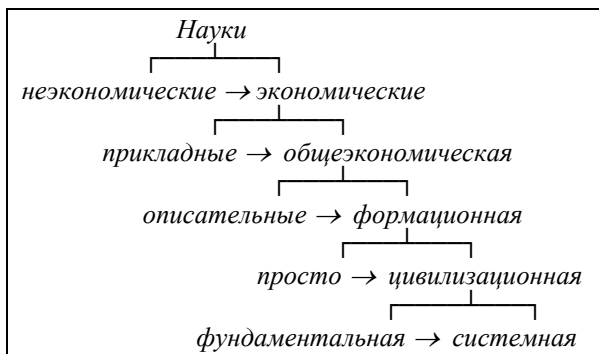 Науки
неэкономические → экономические
прикладные → общеэкономическая
описательные → формационная
просто → цивилизационная
фундаментальная → системная